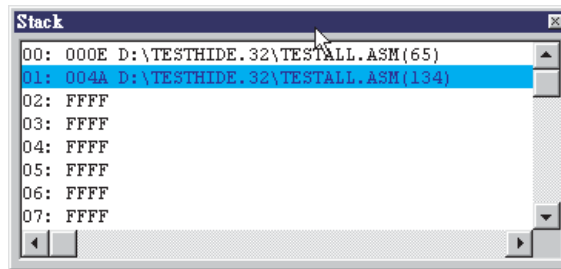 Stack
00: 000E D:\TESTHIDE.32\TESTALL.ASM(65)
01: 004A D:\TESTHIDE.32\TESTALL.ASM(134)
02: FFFF
03: FFFF
04: FFFF
05: FFFF
06: FFFF
07: FFFF